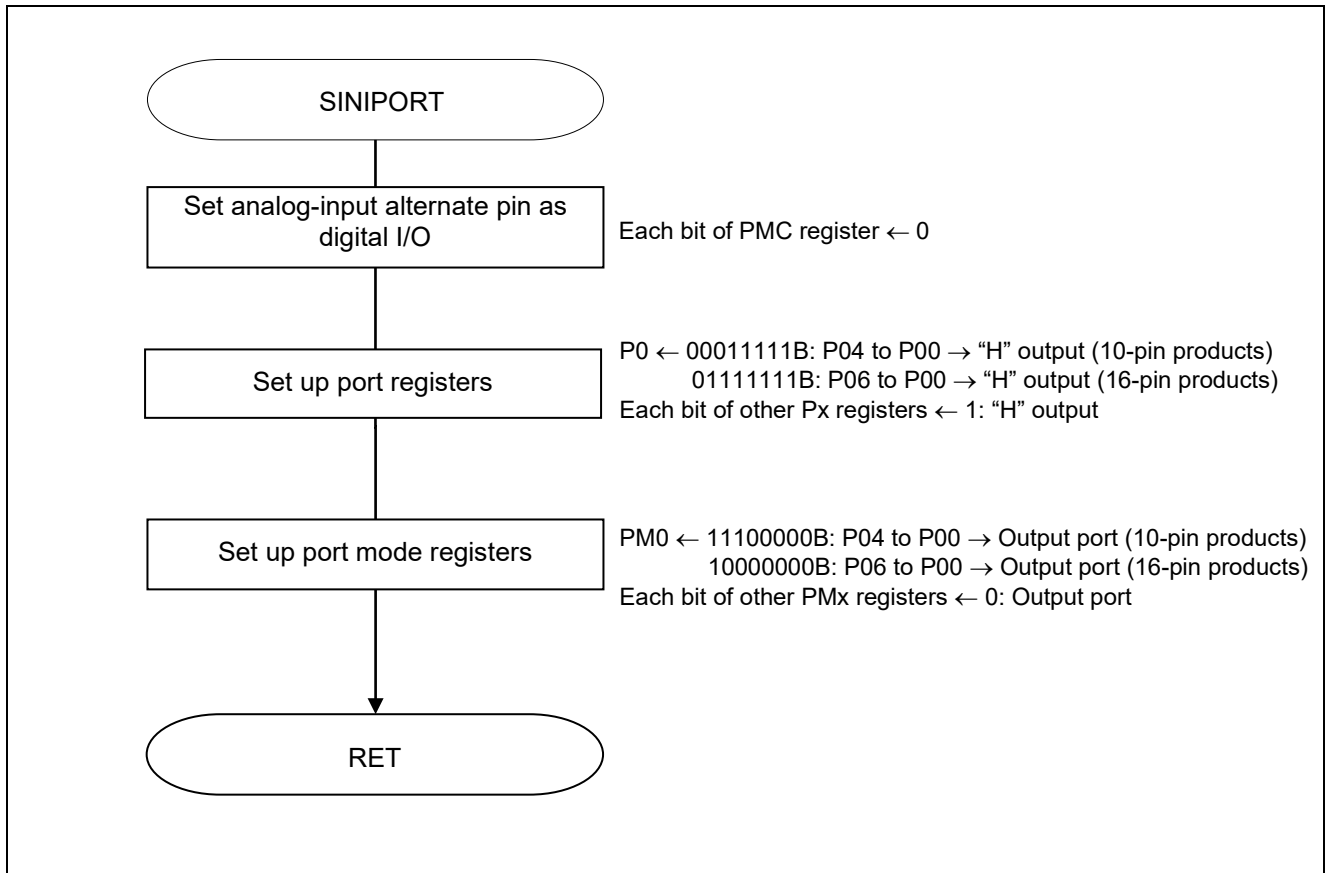 SINIPORT
Set analog-input alternate pin as
digital I/O
Each bit of PMC register ← 0
Set up port registers
P0 ← 00011111B: P04 to P00 → “H” output (10-pin products)
01111111B: P06 to P00 → “H” output (16-pin products)
Each bit of other Px registers ← 1: “H” output
Set up port mode registers
PM0 ← 11100000B: P04 to P00 → Output port (10-pin products)
10000000B: P06 to P00 → Output port (16-pin products)
Each bit of other PMx registers ← 0: Output port
RET